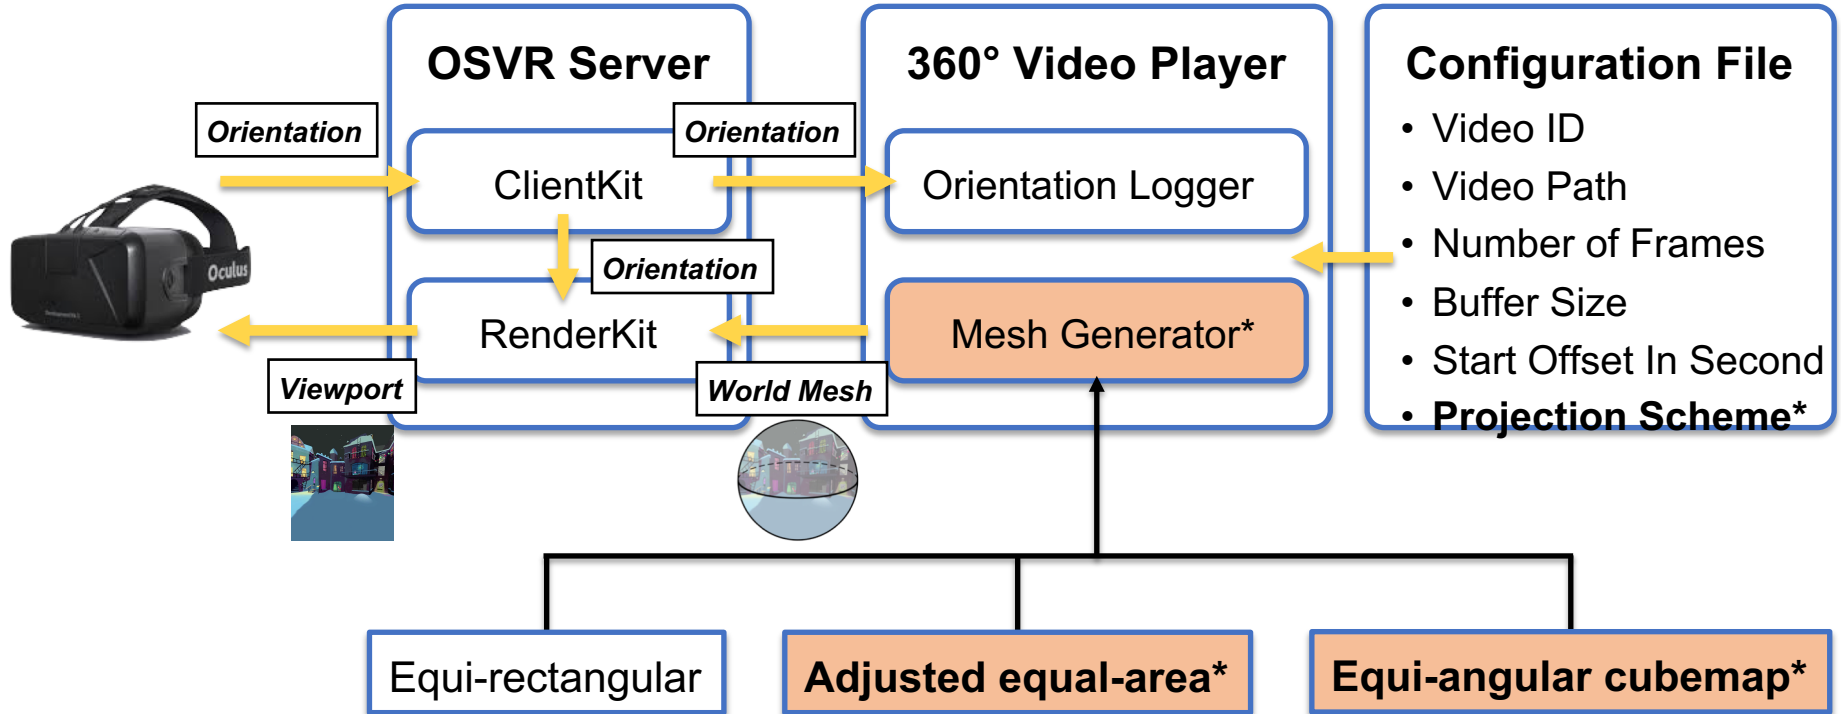 OSVR Server
360° Video Player
Configuration File
Orientation
Orientation
ClientKit
Orientation Logger
Orientation
RenderKit
Mesh Generator*
Viewport
World Mesh
• Video ID
• Video Path
• Number of Frames
• Buffer Size
• Start Offset In Second
• Projection Scheme*
Oculus
Equi-rectangular
Adjusted equal-area*
Equi-angular cubemap*